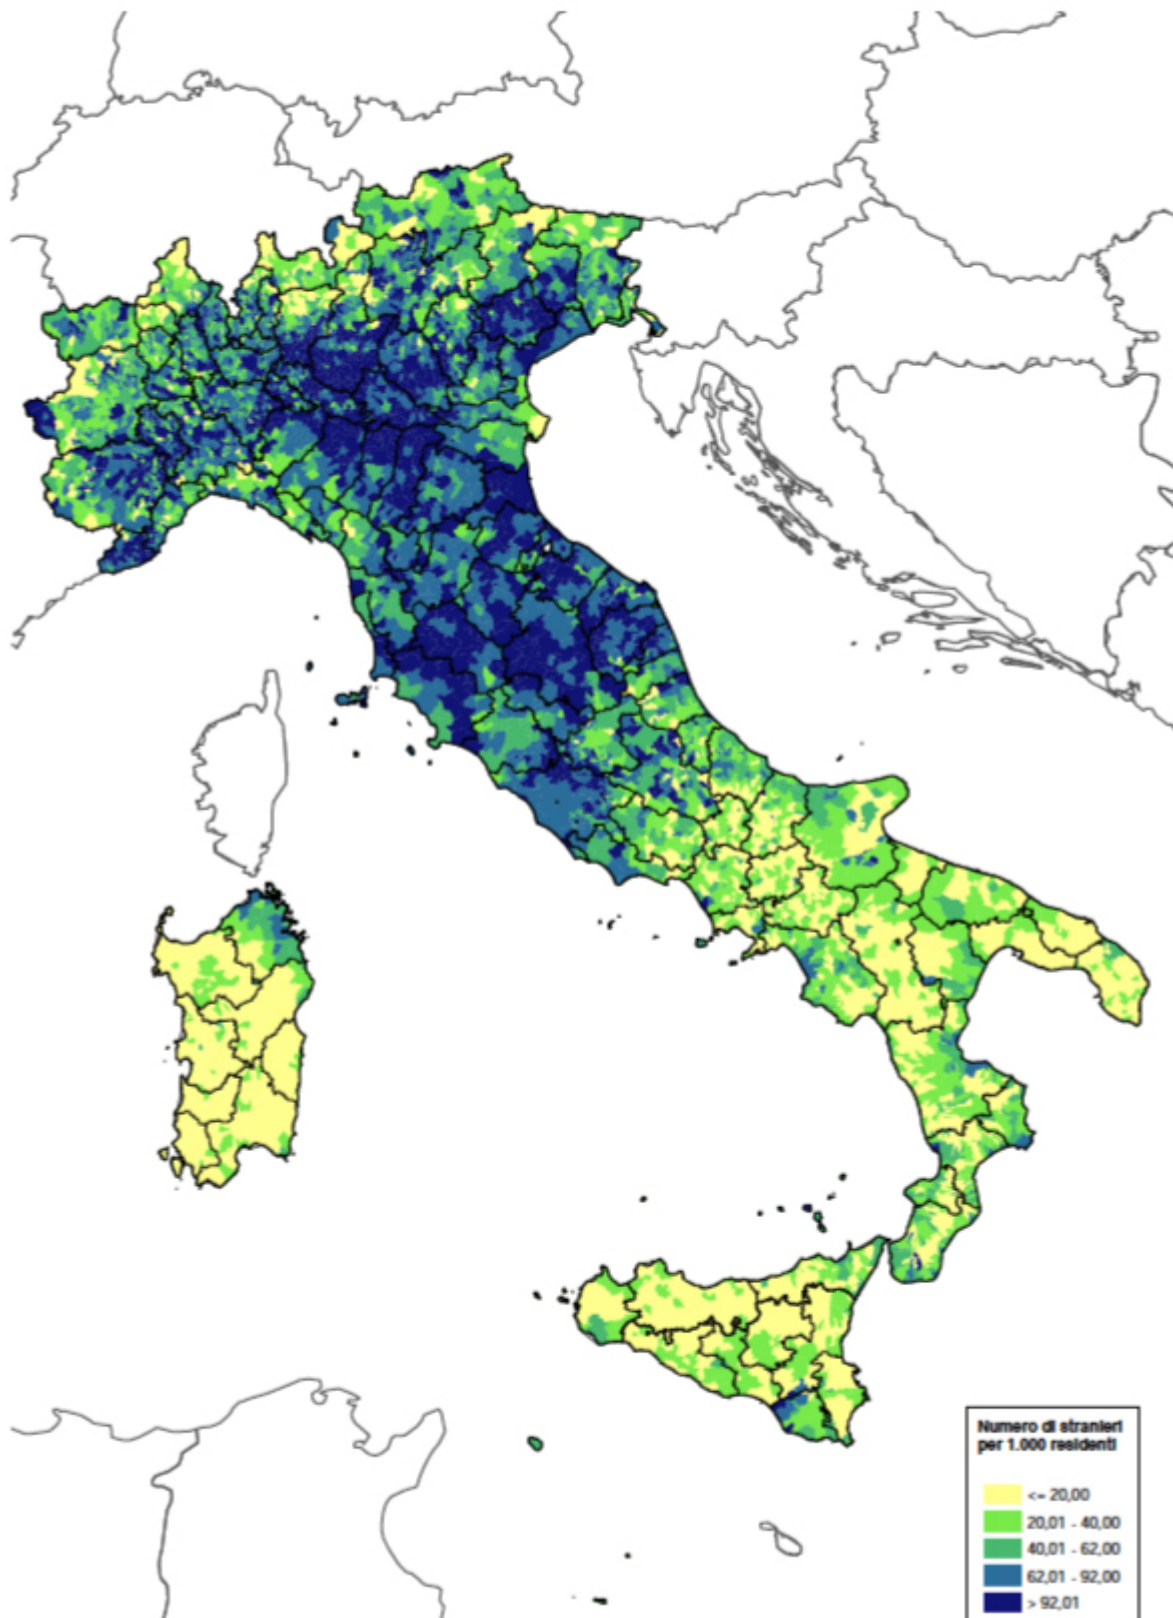 Numero di stranieri
per 1.000 residenti
<= 20,00
20,01 - 40,00
40,01 - 62,00
62,01 - 92,00
> 92,01